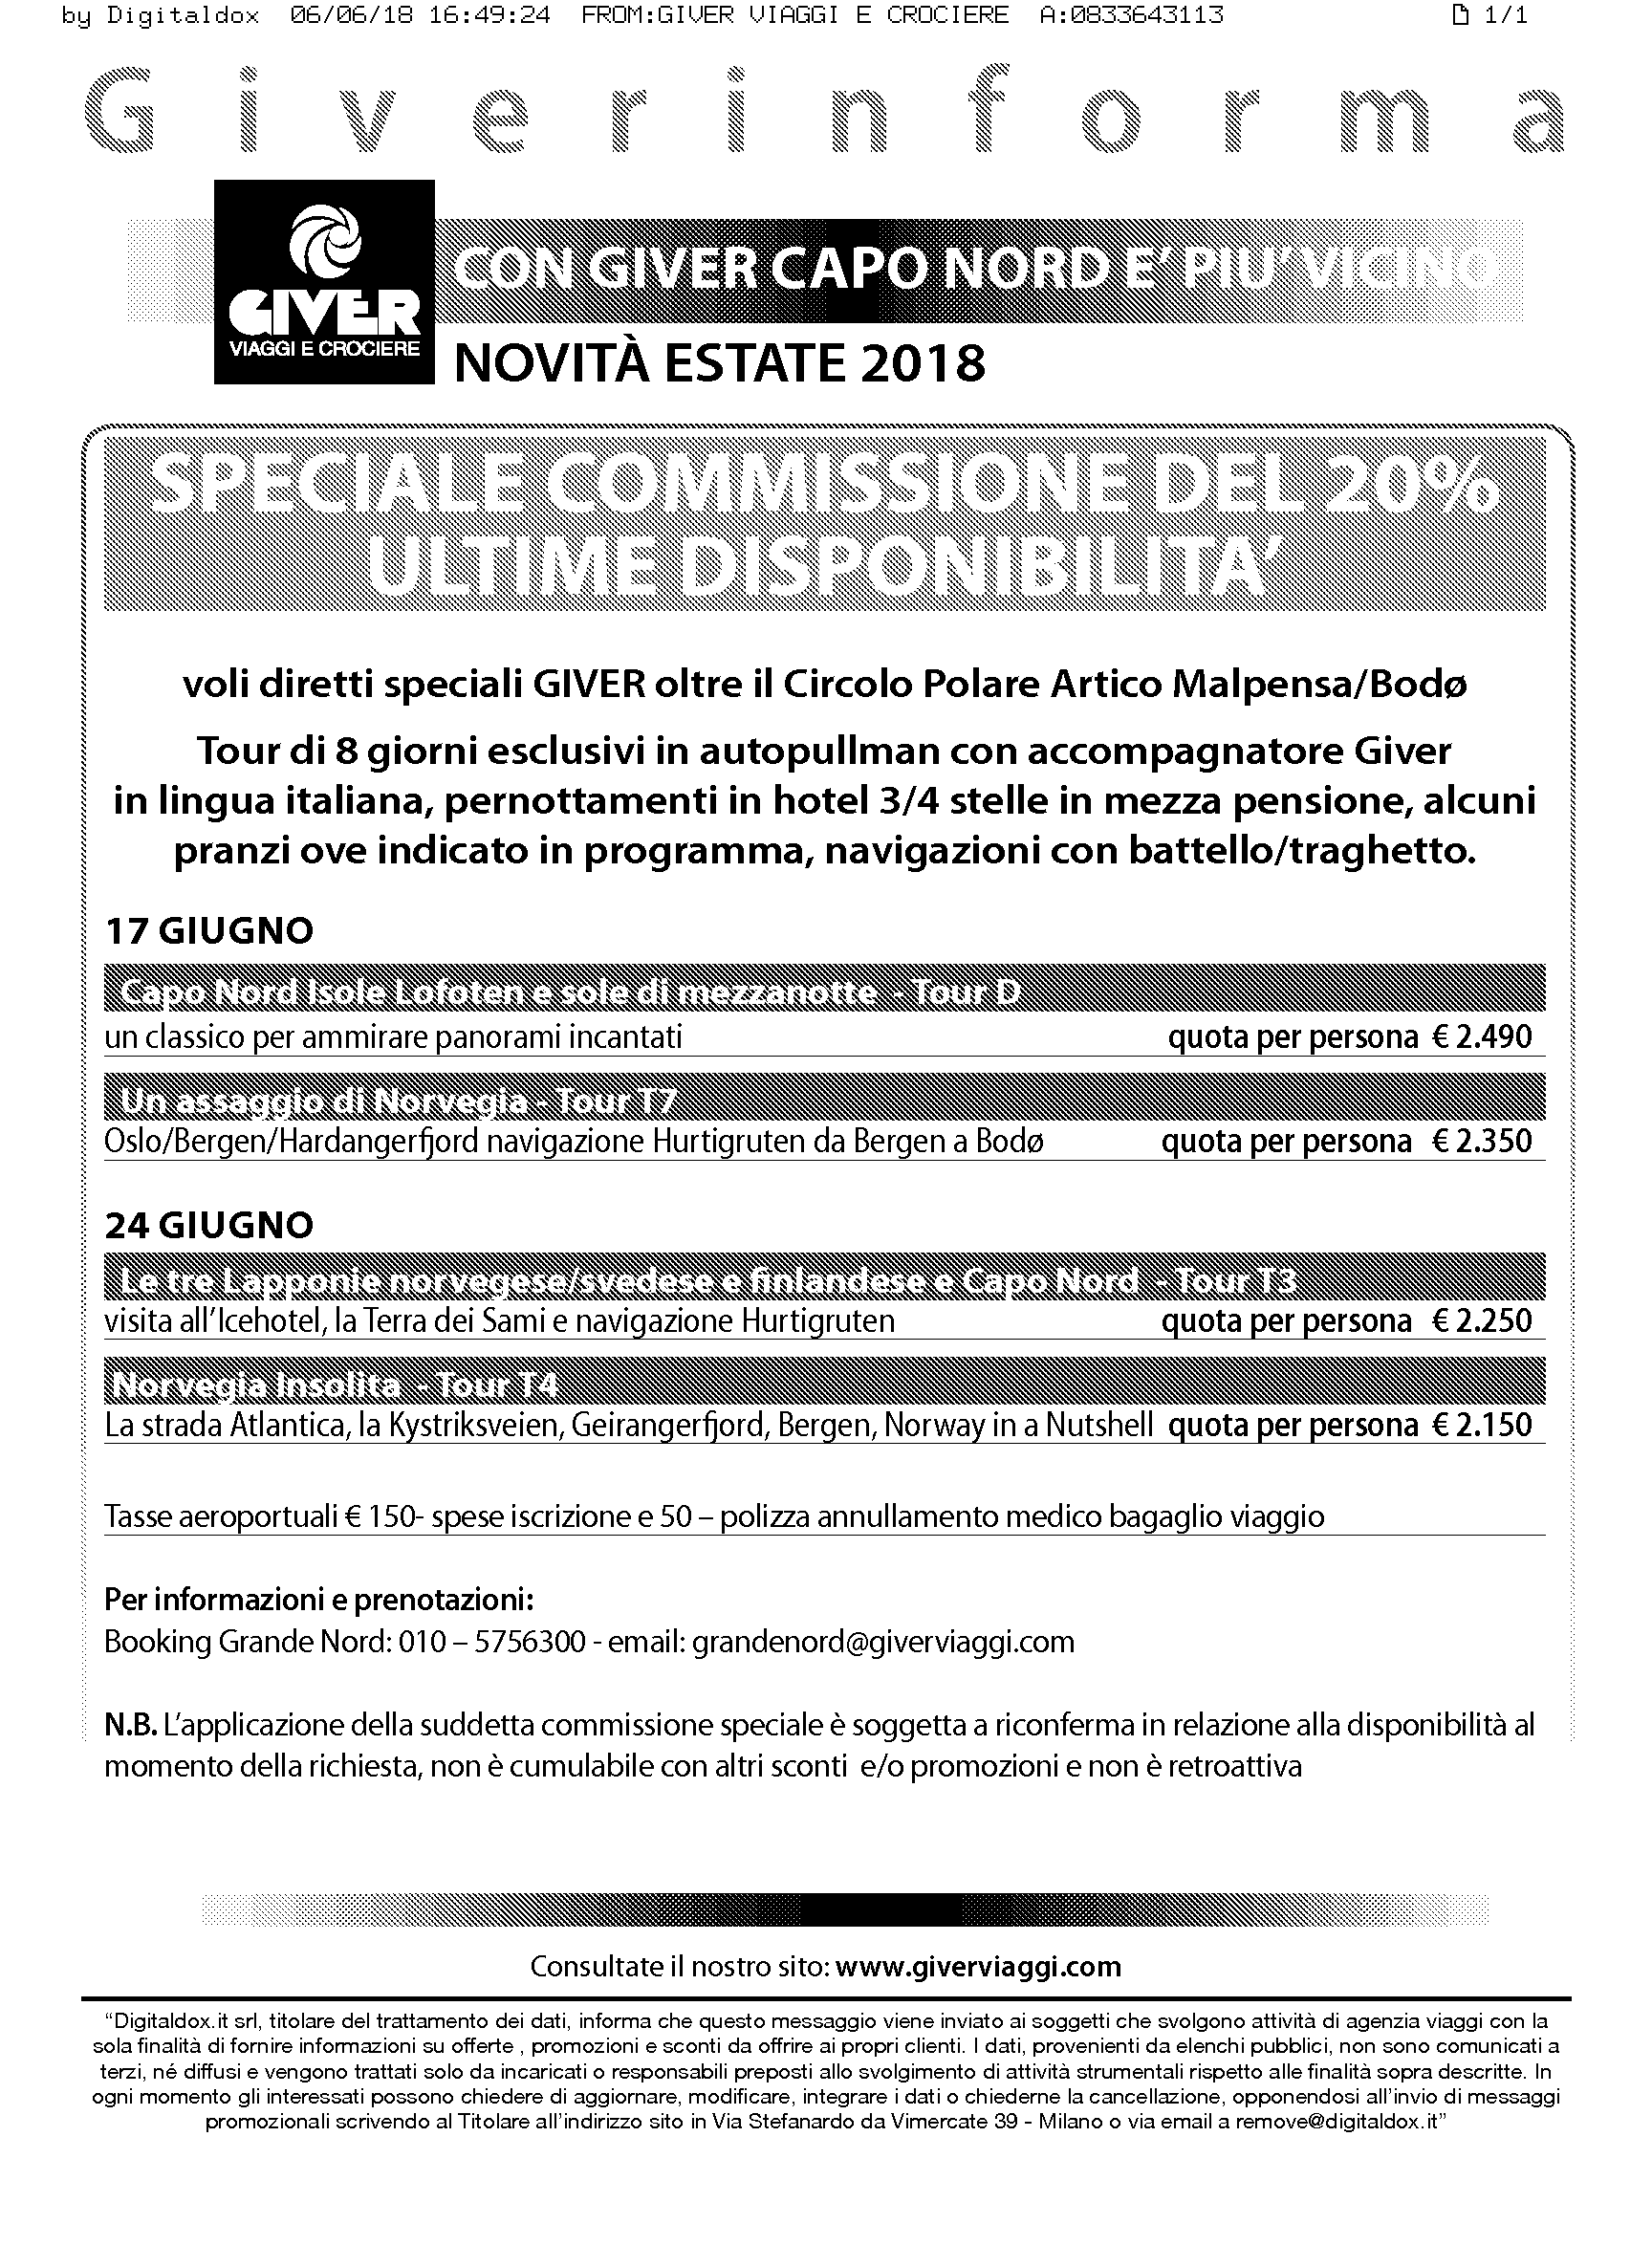 by Digitaldox 06/06/18 16:49:24 FROM:GIVER VIAGGI E CROCIERE A:0833643113 1/1
Giverinforma
GIVER
VIAGGI E CROCIERE
CON GIVER CAPO NORD E’ PIU’ VICINO
NOVITÀ ESTATE 2018
SPECIALE COMMISSIONE DEL 20%
ULTIME DISPONIBILITA’
voli diretti speciali GIVER oltre il Circolo Polare Artico Malpensa/Bodø
Tour di 8 giorni esclusivi in autopullman con accompagnatore Giver
in lingua italiana, pernottamenti in hotel 3/4 stelle in mezza pensione, alcuni
pranzi ove indicato in programma, navigazioni con battello/traghetto.
17 GIUGNO
Capo Nord Isole Lofoten e sole di mezzanotte - Tour D
un classico per ammirare panorami incantati quota per persona € 2.490
Un assaggio di Norvegia - Tour T7
Oslo/Bergen/Hardangerfjord navigazione Hurtigruten da Bergen a Bodø quota per persona € 2.350
24 GIUGNO
Le tre Lapponie norvegese/svedese e finlandese e Capo Nord - Tour T3
visita all’Icehotel, la Terra dei Sami e navigazione Hurtigruten quota per persona € 2.250
Norvegia Insolita - Tour T4
La strada Atlantica, la Kystriksveien, Geirangerfjord, Bergen, Norway in a Nutshell quota per persona € 2.150
Tasse aeroportuali € 150- spese iscrizione e 50 – polizza annullamento medico bagaglio viaggio
Per informazioni e prenotazioni:
Booking Grande Nord: 010 – 5756300 - email: grandenord@giverviaggi.com
N.B. L’applicazione della suddetta commissione speciale è soggetta a riconferma in relazione alla disponibilità al
momento della richiesta, non è cumulabile con altri sconti e/o promozioni e non è retroattiva
Consultate il nostro sito: www.giverviaggi.com
“Digitaldox.it srl, titolare del trattamento dei dati, informa che questo messaggio viene inviato ai soggetti che svolgono attività di agenzia viaggi con la
sola finalità di fornire informazioni su offerte , promozioni e sconti da offrire ai propri clienti. I dati, provenienti da elenchi pubblici, non sono comunicati a
terzi, né diffusi e vengono trattati solo da incaricati o responsabili preposti allo svolgimento di attività strumentali rispetto alle finalità sopra descritte. In
ogni momento gli interessati possono chiedere di aggiornare, modificare, integrare i dati o chiederne la cancellazione, opponendosi all’invio di messaggi
promozionali scrivendo al Titolare all’indirizzo sito in Via Stefanardo da Vimercate 39 - Milano o via email a remove@digitaldox.it”